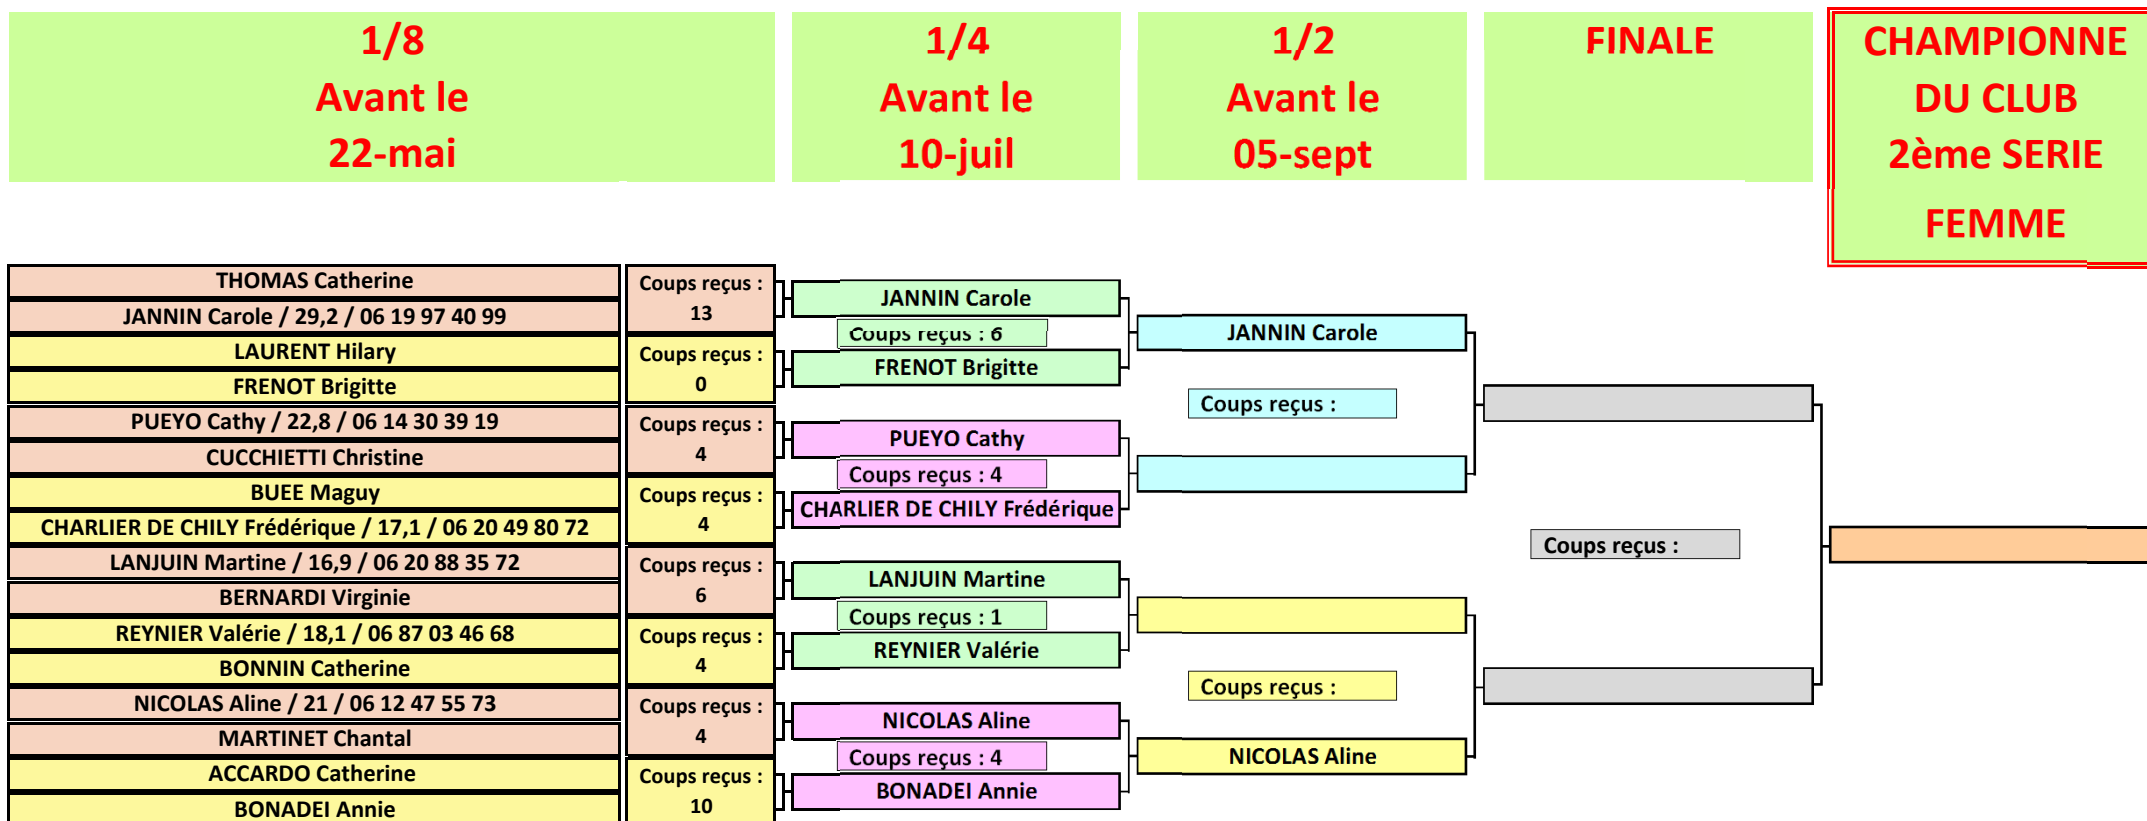 1/8
Avant le
22-mai
1/4
Avant le
10-juil
1/2
Avant le
05-sept
FINALE
CHAMPIONNE
DU CLUB
2ème SERIE
FEMME
THOMAS Catherine
JANNIN Carole / 29,2 / 06 19 97 40 99
Coups reçus :
13
LAURENT Hilary
FRENOT Brigitte
Coups reçus :
0
PUEYO Cathy / 22,8 / 06 14 30 39 19
CUCCHIETTI Christine
Coups reçus :
4
BUEE Maguy
CHARLIER DE CHILY Frédérique / 17,1 / 06 20 49 80 72
Coups reçus :
4
LANJUIN Martine / 16,9 / 06 20 88 35 72
BERNARDI Virginie
Coups reçus :
6
REYNIER Valérie / 18,1 / 06 87 03 46 68
BONNIN Catherine
Coups reçus :
4
NICOLAS Aline / 21 / 06 12 47 55 73
MARTINET Chantal
Coups reçus :
4
ACCARDO Catherine
BONADEI Annie
Coups reçus :
10
JANNIN Carole
Coups reçus : 6
FRENOT Brigitte
PUEYO Cathy
Coups reçus : 4
CHARLIER DE CHILY Frédérique
LANJUIN Martine
Coups reçus : 1
REYNIER Valérie
NICOLAS Aline
Coups reçus : 4
BONADEI Annie
JANNIN Carole
Coups reçus :
Coups reçus :
NICOLAS Aline
Coups reçus :